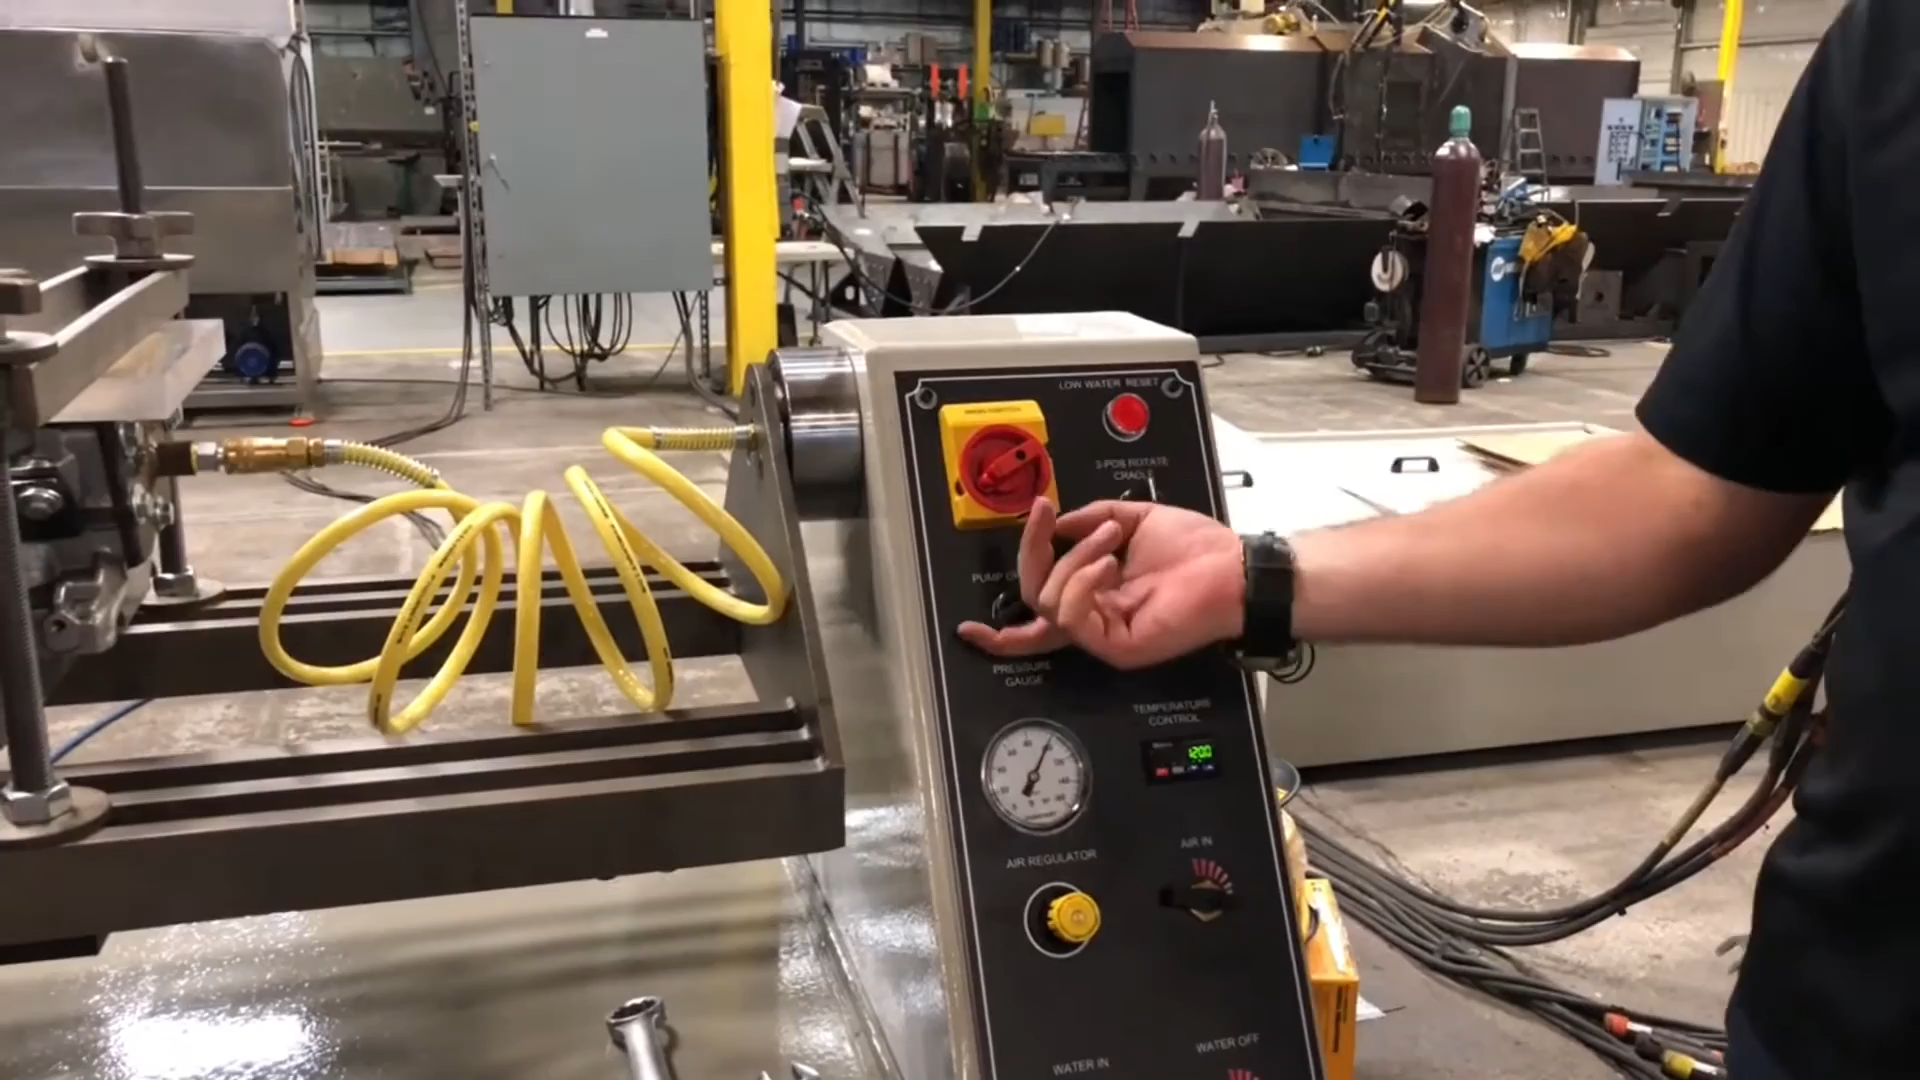 LOW WATER RESET
3-POS ROTATE
CRADLE
PUMP
PRESSURE
GAUGE
TEMPERATURE
CONTROL
1200
AIR REGULATOR
AIR IN
WATER IN
WATER OFF